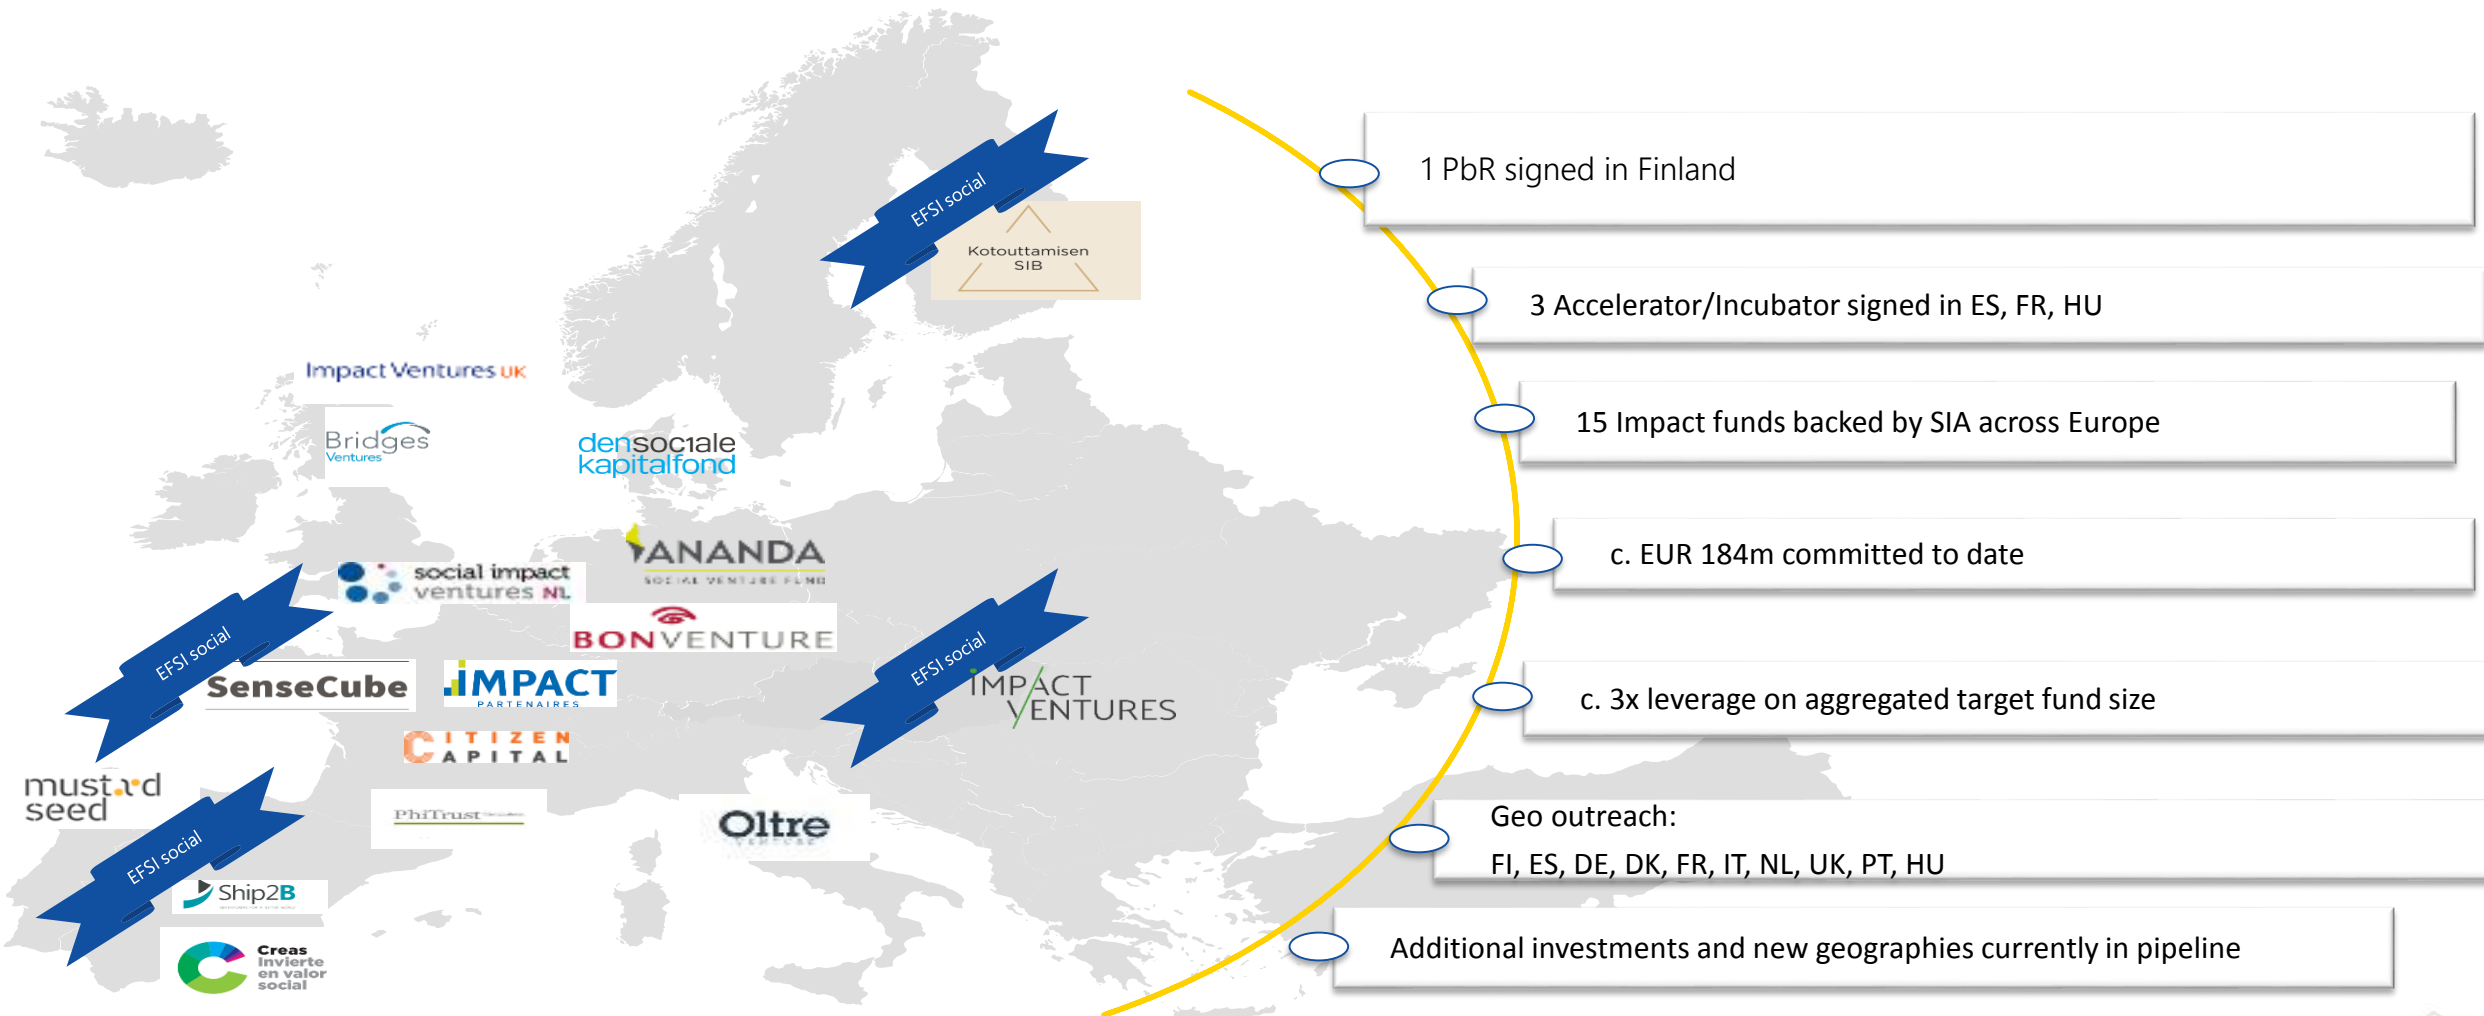 EFSI social
Kotouttamisen
SIB
Impact Ventures UK
Bridges
Ventures
densociale
kapitalfond
ANANDA
SOCIAL VENTURE FUND
social impact
ventures NL
BONVENTURE
EFSI social
SenseCube
IMPACT
PARTENAIRES
EFSI social
IMPACT
VENTURES
CITIZEN
CAPITAL
mustard
seed
PhiTrust
Oltre
VENTURE
EFSI social
Ship2B
Creas
Invierte
en valor
social
1 PbR signed in Finland
3 Accelerator/Incubator signed in ES, FR, HU
15 Impact funds backed by SIA across Europe
c. EUR 184m committed to date
c. 3x leverage on aggregated target fund size
Geo outreach:
FI, ES, DE, DK, FR, IT, NL, UK, PT, HU
Additional investments and new geographies currently in pipeline